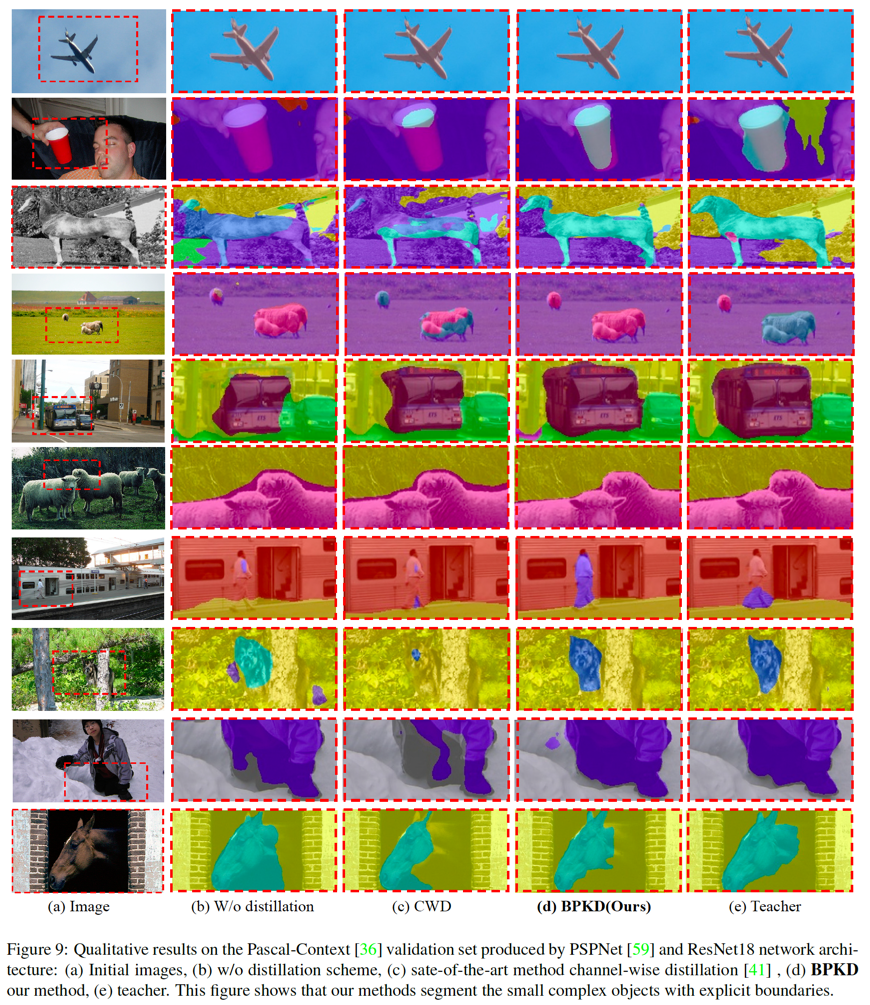 (a) Image (b) W/o distillation (c) CWD (d) BPKD(Ours) (e) Teacher
Figure 9: Qualitative results on the Pascal-Context [36] validation set produced by PSPNet [59] and ResNet18 network archi-
tecture: (a) Initial images, (b) w/o distillation scheme, (c) sate-of-the-art method channel-wise distillation [41] , (d) BPKD
our method, (e) teacher. This figure shows that our methods segment the small complex objects with explicit boundaries.